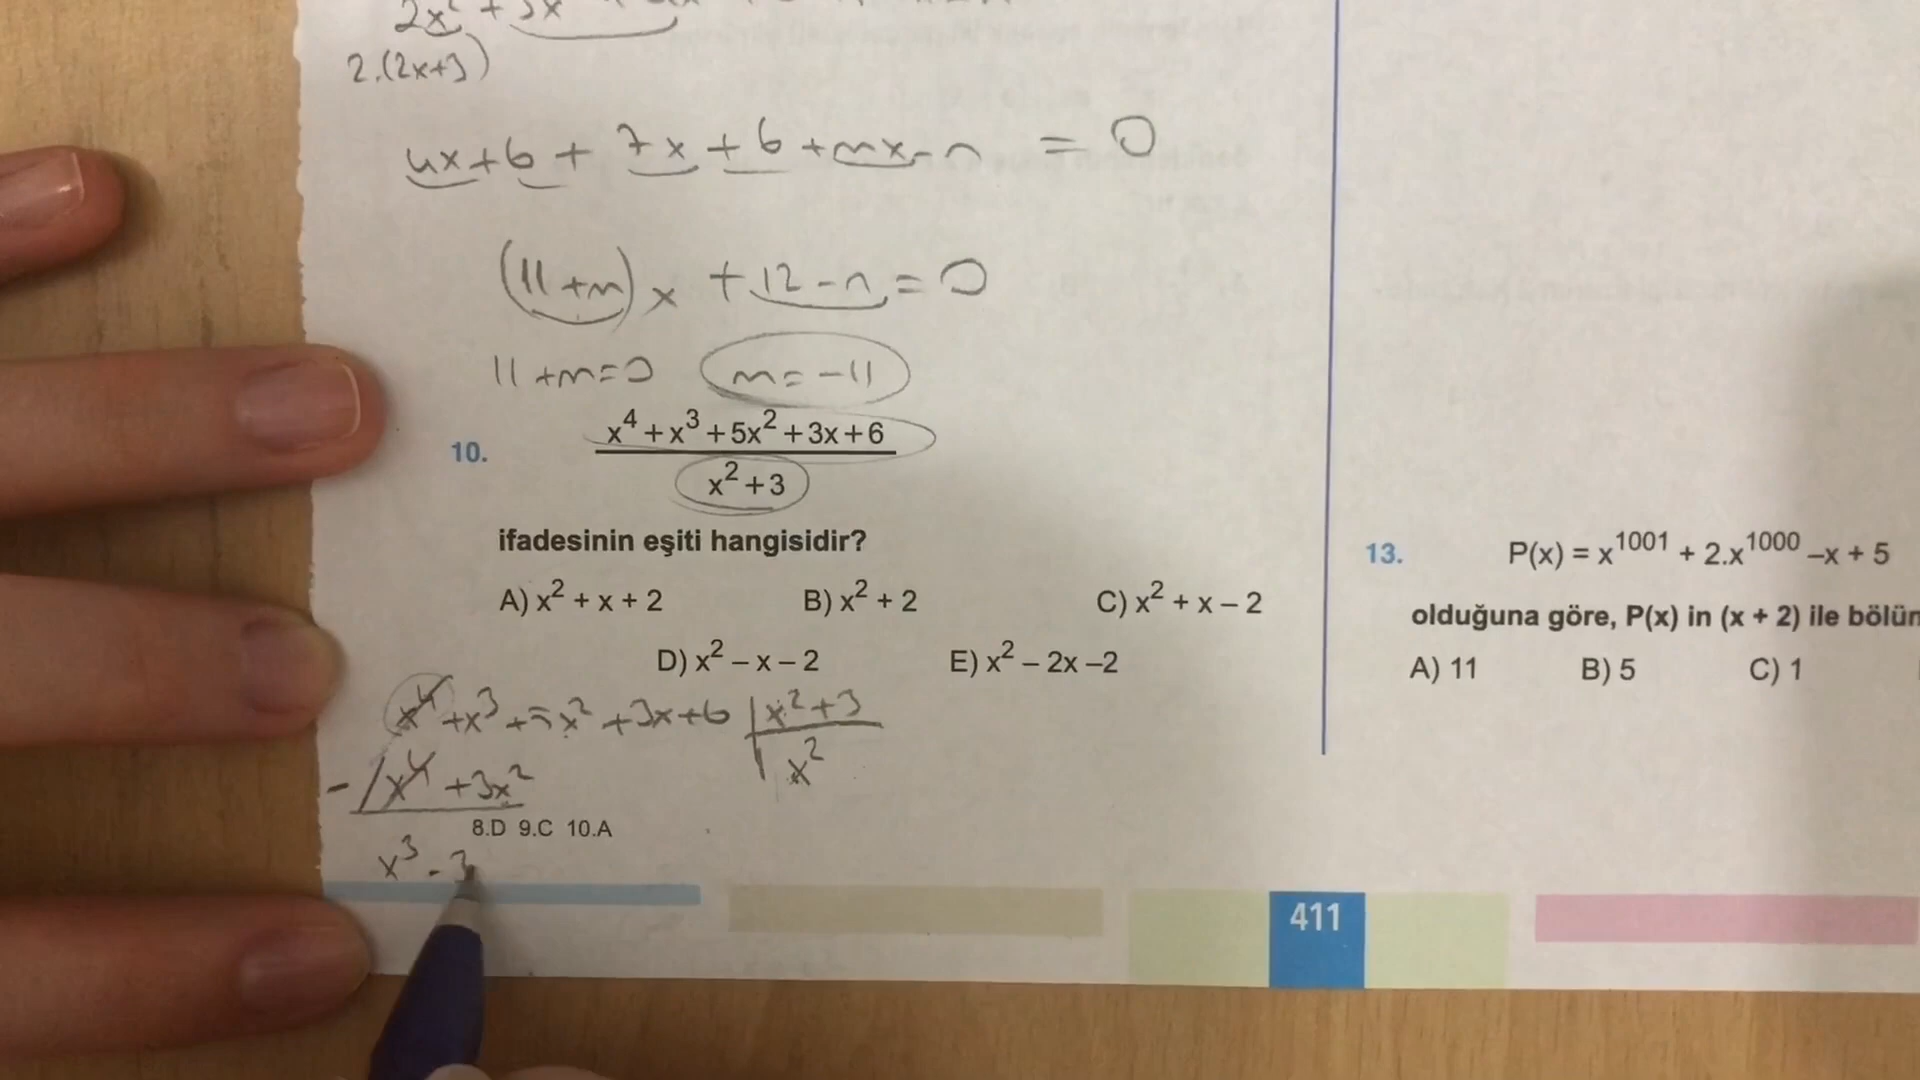 2x² + 3x
2.(2x+3)
4x+6 + 7x + 6 + mx - n = 0
(11+m) x + 12 - n = 0
11 +m=0 m= -11
10. x⁴ + x³ + 5x² + 3x + 6
x² + 3
ifadesinin eşiti hangisidir?
A) x² + x + 2 B) x² + 2 C) x² + x – 2
D) x² – x – 2 E) x² – 2x –2
x⁴ +x³ +5x² +3x+6 | x²+3
x²
- x⁴ +3x²
8.D 9.C 10.A
x³ - 3
411
13. P(x) = x¹⁰⁰¹ + 2.x¹⁰⁰⁰ –x + 5
olduğuna göre, P(x) in (x + 2) ile
A) 11 B) 5 C) 1